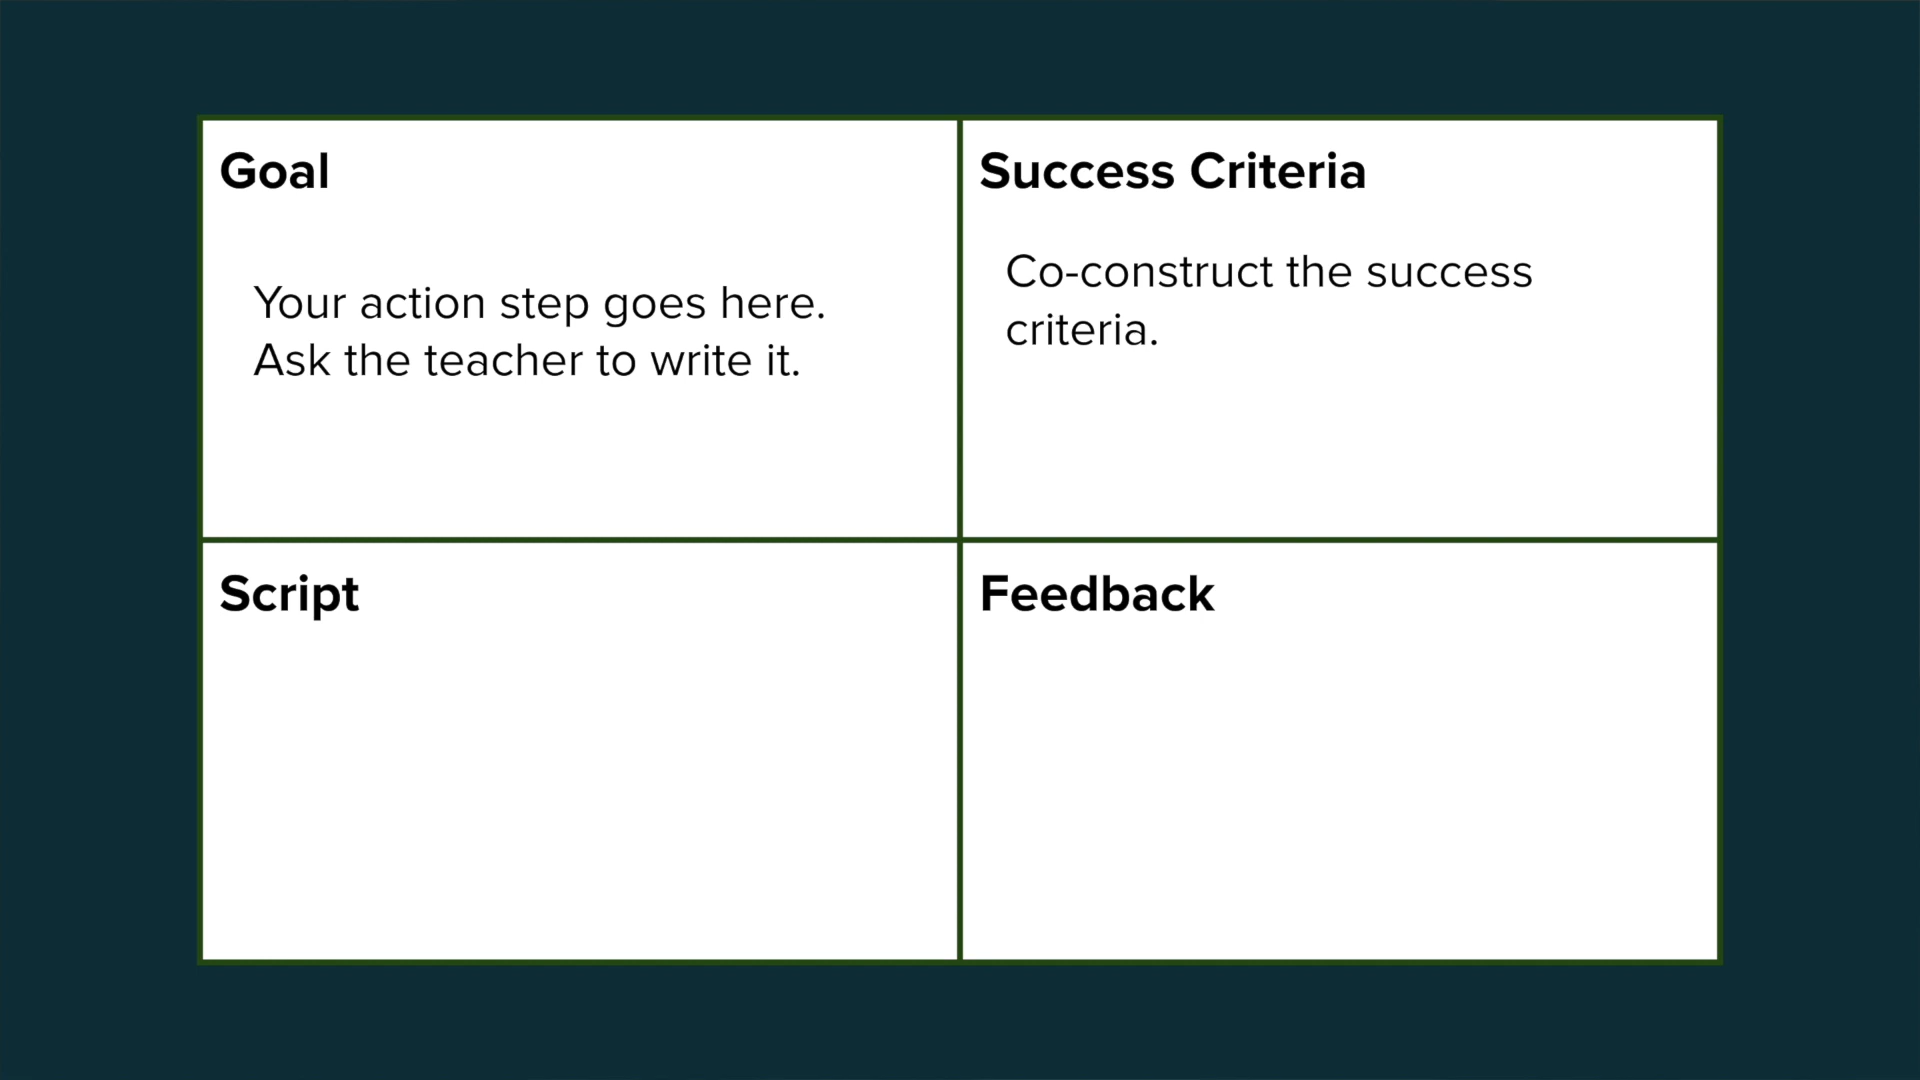 Goal
Your action step goes here.
Ask the teacher to write it.
Success Criteria
Co-construct the success
criteria.
Script
Feedback